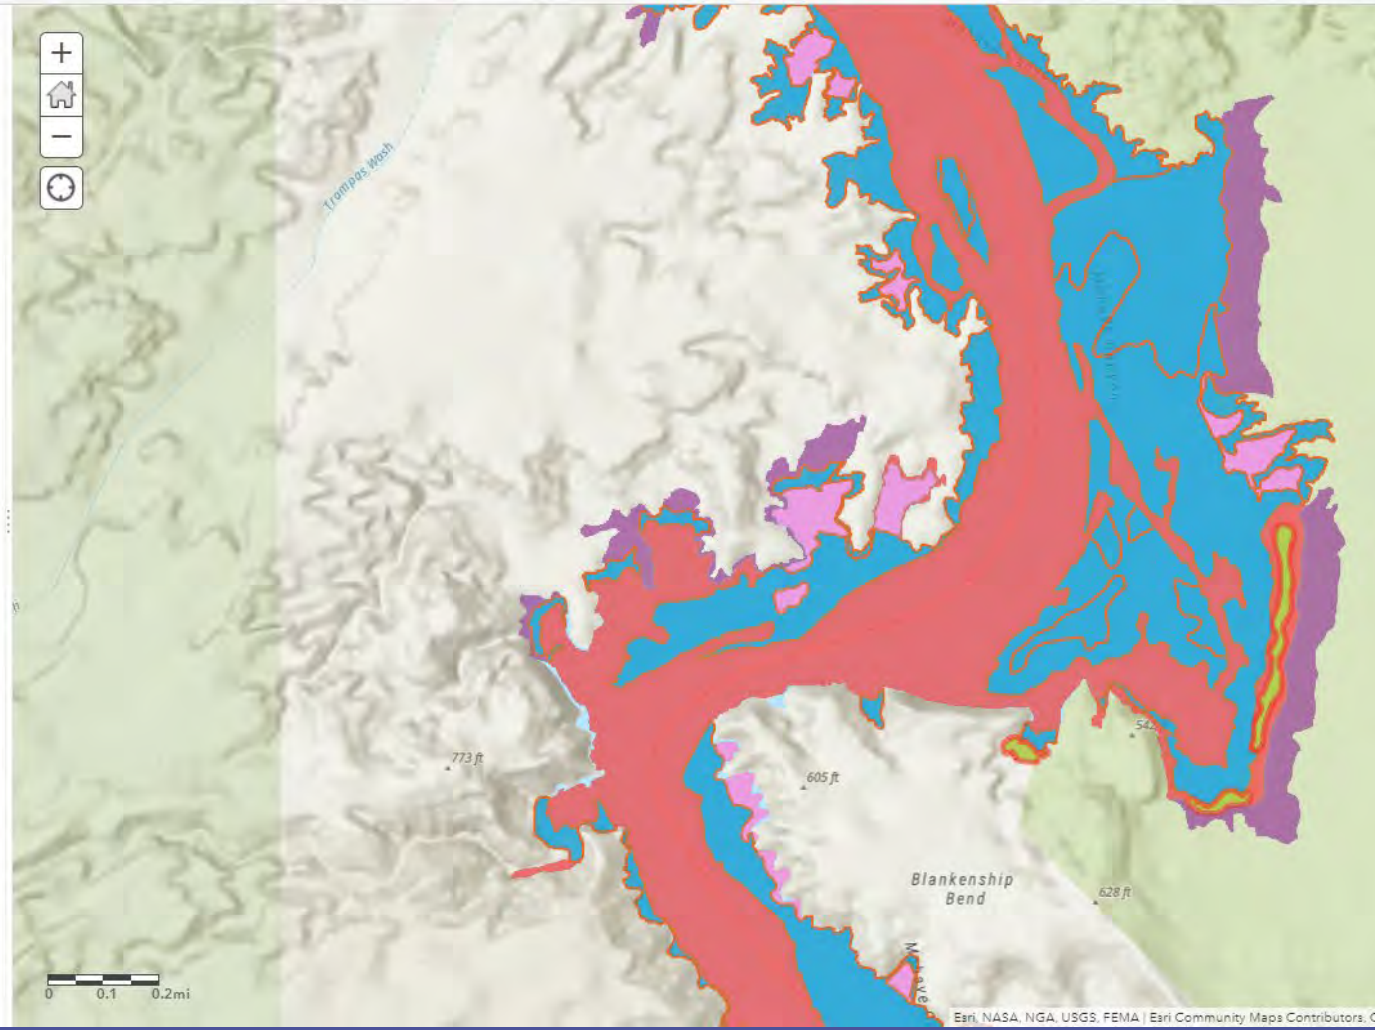 +
−
Trampas Wash
773 ft
605 ft
542
Blankenship
Bend
628 ft
Mohave
0 0.1 0.2mi
Esri, NASA, NGA, USGS, FEMA | Esri Community Maps Contributors,